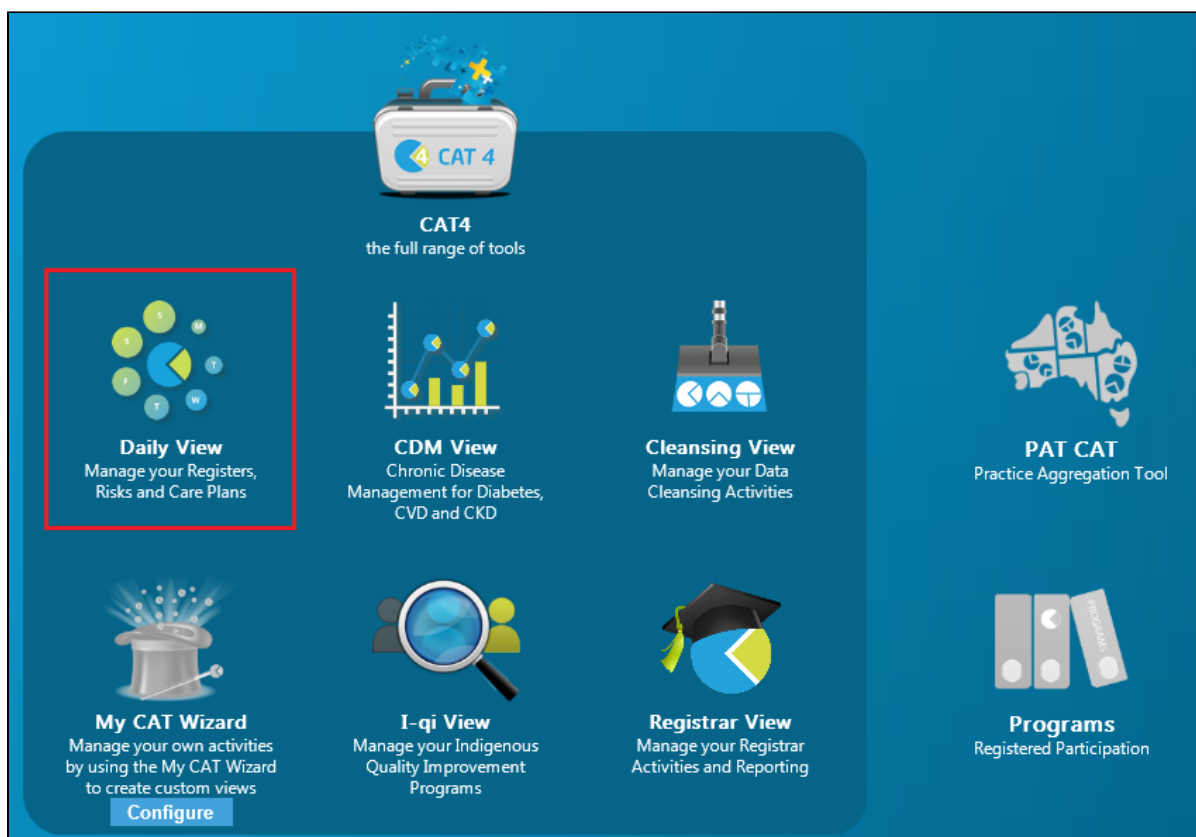 4 CAT 4
CAT4
the full range of tools
S
M
S
T
F
W
T
Daily View
Manage your Registers,
Risks and Care Plans
CDM View
Chronic Disease
Management for Diabetes,
CVD and CKD
Cleansing View
Manage your Data
Cleansing Activities
PAT CAT
Practice Aggregation Tool
My CAT Wizard
Manage your own activities
by using the My CAT Wizard
to create custom views
Configure
I-qi View
Manage your Indigenous
Quality Improvement
Programs
Registrar View
Manage your Registrar
Activities and Reporting
PROGRAMS
Programs
Registered Participation